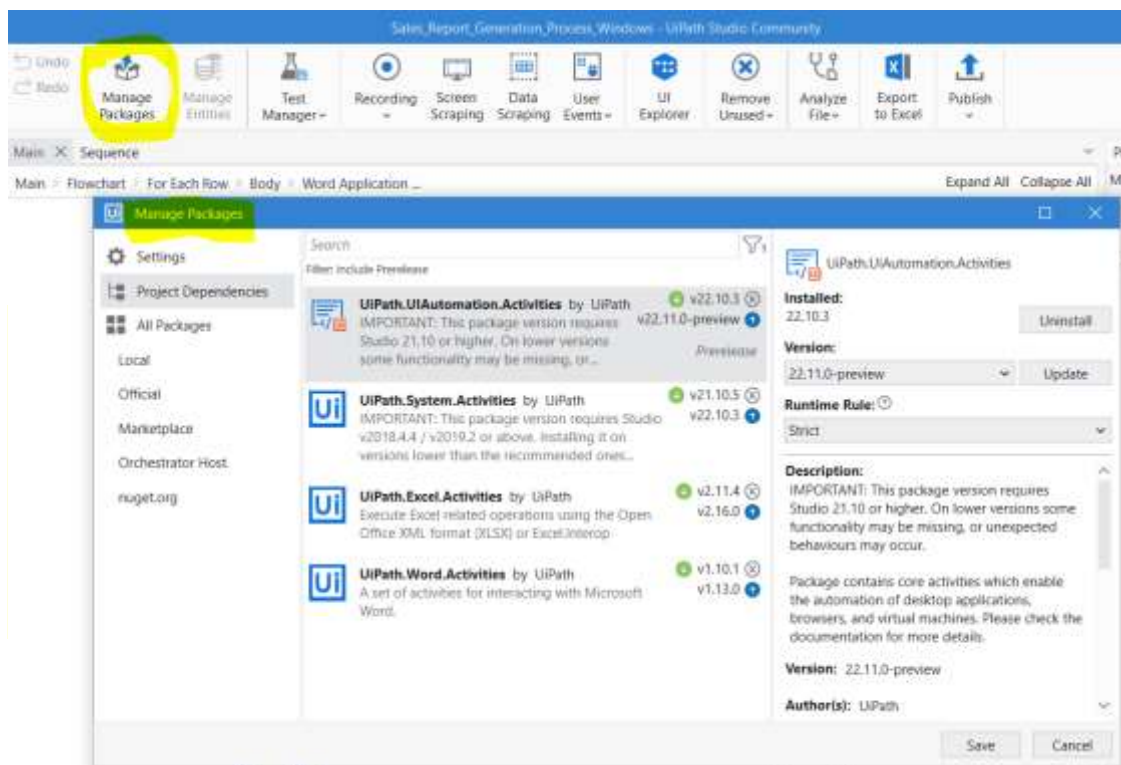 Sales_Report_Generation_Process_Windows - UiPath Studio Community
Undo
Redo
Manage Packages
Manage Entities
Test Manager
Recording
Screen Scraping
Data Scraping
User Events
UI Explorer
Remove Unused
Analyze File
Export to Excel
Publish
Main
Sequence
Main
Flowchart
For Each Row
Body
Word Application ...
Expand All
Collapse All
Manage Packages
Settings
Project Dependencies
All Packages
Local
Official
Marketplace
Orchestrator Host
nuget.org
Search
Filter: Include Prerelease
UiPath.UIAutomation.Activities by UiPath
v22.10.3
IMPORTANT: This package version requires
v22.11.0-preview
Studio 21.10 or higher. On lower versions
Prerelease
some functionality may be missing, or...
Ui
UiPath.System.Activities by UiPath
v21.10.5
IMPORTANT: This package version requires Studio
v22.10.3
v2018.4.4 / v2019.2 or above. Installing it on
versions lower than the recommended ones...
Ui
UiPath.Excel.Activities by UiPath
v2.11.4
Execute Excel related operations using the Open
v2.16.0
Office XML format (XLSX) or Excel.Interop
Ui
UiPath.Word.Activities by UiPath
v1.10.1
A set of activities for interacting with Microsoft
v1.13.0
Word.
UiPath.UIAutomation.Activities
Installed:
22.10.3
Uninstall
Version:
22.11.0-preview
Update
Runtime Rule:
Strict
Description:
IMPORTANT: This package version requires
Studio 21.10 or higher. On lower versions some
functionality may be missing, or unexpected
behaviours may occur.
Package contains core activities which enable
the automation of desktop applications,
browsers, and virtual machines. Please check the
documentation for more details.
Version: 22.11.0-preview
Author(s): UiPath
Save
Cancel